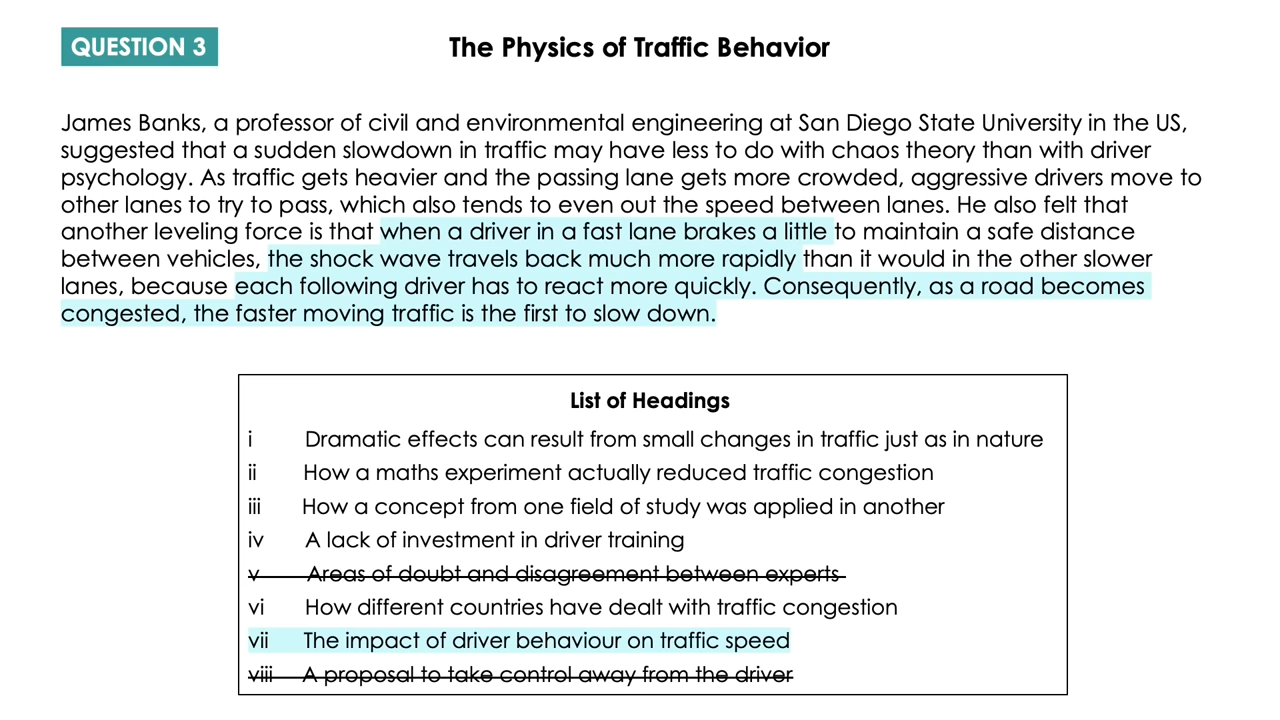 QUESTION 3
The Physics of Traffic Behavior
James Banks, a professor of civil and environmental engineering at San Diego State University in the US,
suggested that a sudden slowdown in traffic may have less to do with chaos theory than with driver
psychology. As traffic gets heavier and the passing lane gets more crowded, aggressive drivers move to
other lanes to try to pass, which also tends to even out the speed between lanes. He also felt that
another leveling force is that when a driver in a fast lane brakes a little to maintain a safe distance
between vehicles, the shock wave travels back much more rapidly than it would in the other slower
lanes, because each following driver has to react more quickly. Consequently, as a road becomes
congested, the faster moving traffic is the first to slow down.
List of Headings
i Dramatic effects can result from small changes in traffic just as in nature
ii How a maths experiment actually reduced traffic congestion
iii How a concept from one field of study was applied in another
iv A lack of investment in driver training
v Areas of doubt and disagreement between experts
vi How different countries have dealt with traffic congestion
vii The impact of driver behaviour on traffic speed
viii A proposal to take control away from the driver